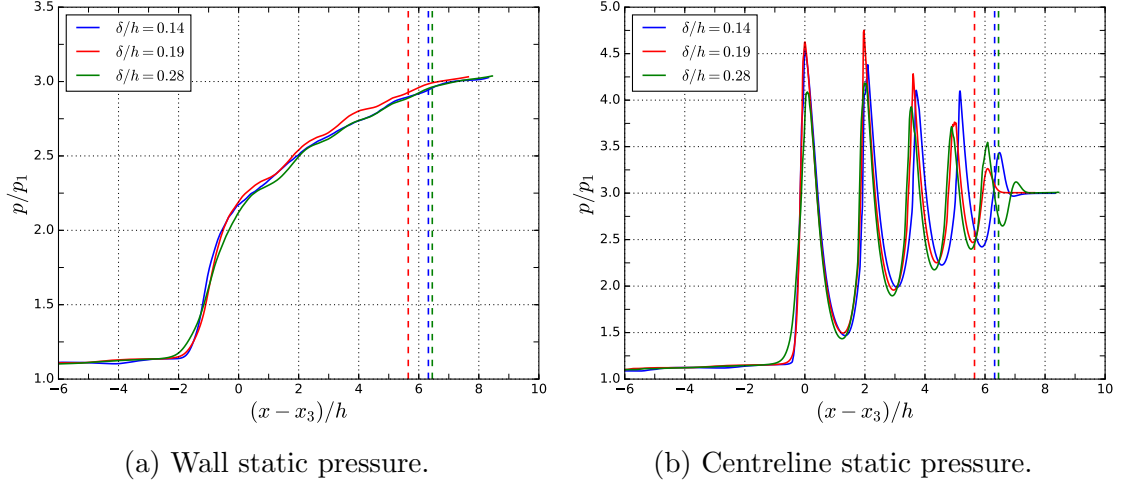 3.5
3.0
2.5
2.0
1.5
1.0
p/p₁
δ/h = 0.14
δ/h = 0.19
δ/h = 0.28
−6 −4 −2 0 2 4 6 8 10
(x − x₃)/h
(a) Wall static pressure.
5.0
4.5
4.0
3.5
3.0
2.5
2.0
1.5
1.0
p/p₁
δ/h = 0.14
δ/h = 0.19
δ/h = 0.28
−6 −4 −2 0 2 4 6 8 10
(x − x₃)/h
(b) Centreline static pressure.